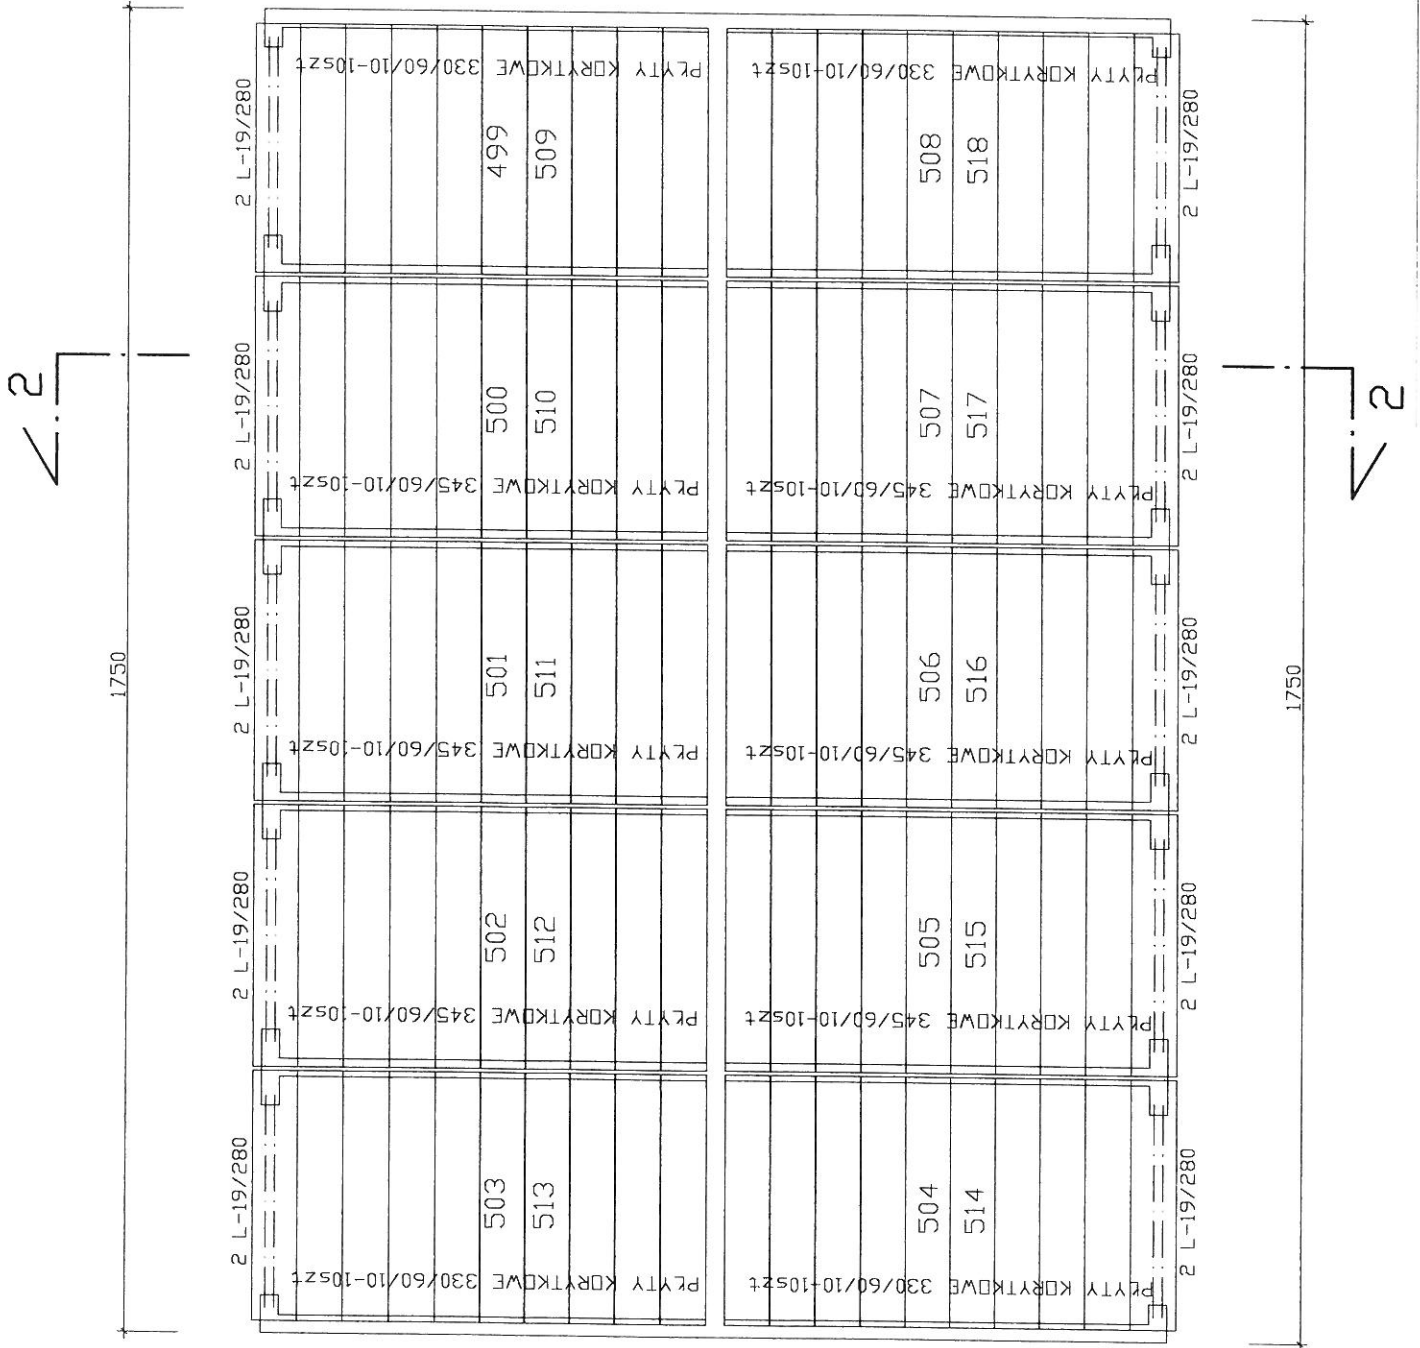 2
2
1750
1750
2 L-19/280
PŁYTY KORYTKOWE 330/60/10-10szt
499
509
PŁYTY KORYTKOWE 330/60/10-10szt
508
518
2 L-19/280
2 L-19/280
500
510
PŁYTY KORYTKOWE 345/60/10-10szt
507
517
PŁYTY KORYTKOWE 345/60/10-10szt
2 L-19/280
2 L-19/280
501
511
PŁYTY KORYTKOWE 345/60/10-10szt
506
516
PŁYTY KORYTKOWE 345/60/10-10szt
2 L-19/280
2 L-19/280
502
512
PŁYTY KORYTKOWE 345/60/10-10szt
505
515
PŁYTY KORYTKOWE 345/60/10-10szt
2 L-19/280
2 L-19/280
503
513
PŁYTY KORYTKOWE 330/60/10-10szt
504
514
PŁYTY KORYTKOWE 330/60/10-10szt
2 L-19/280